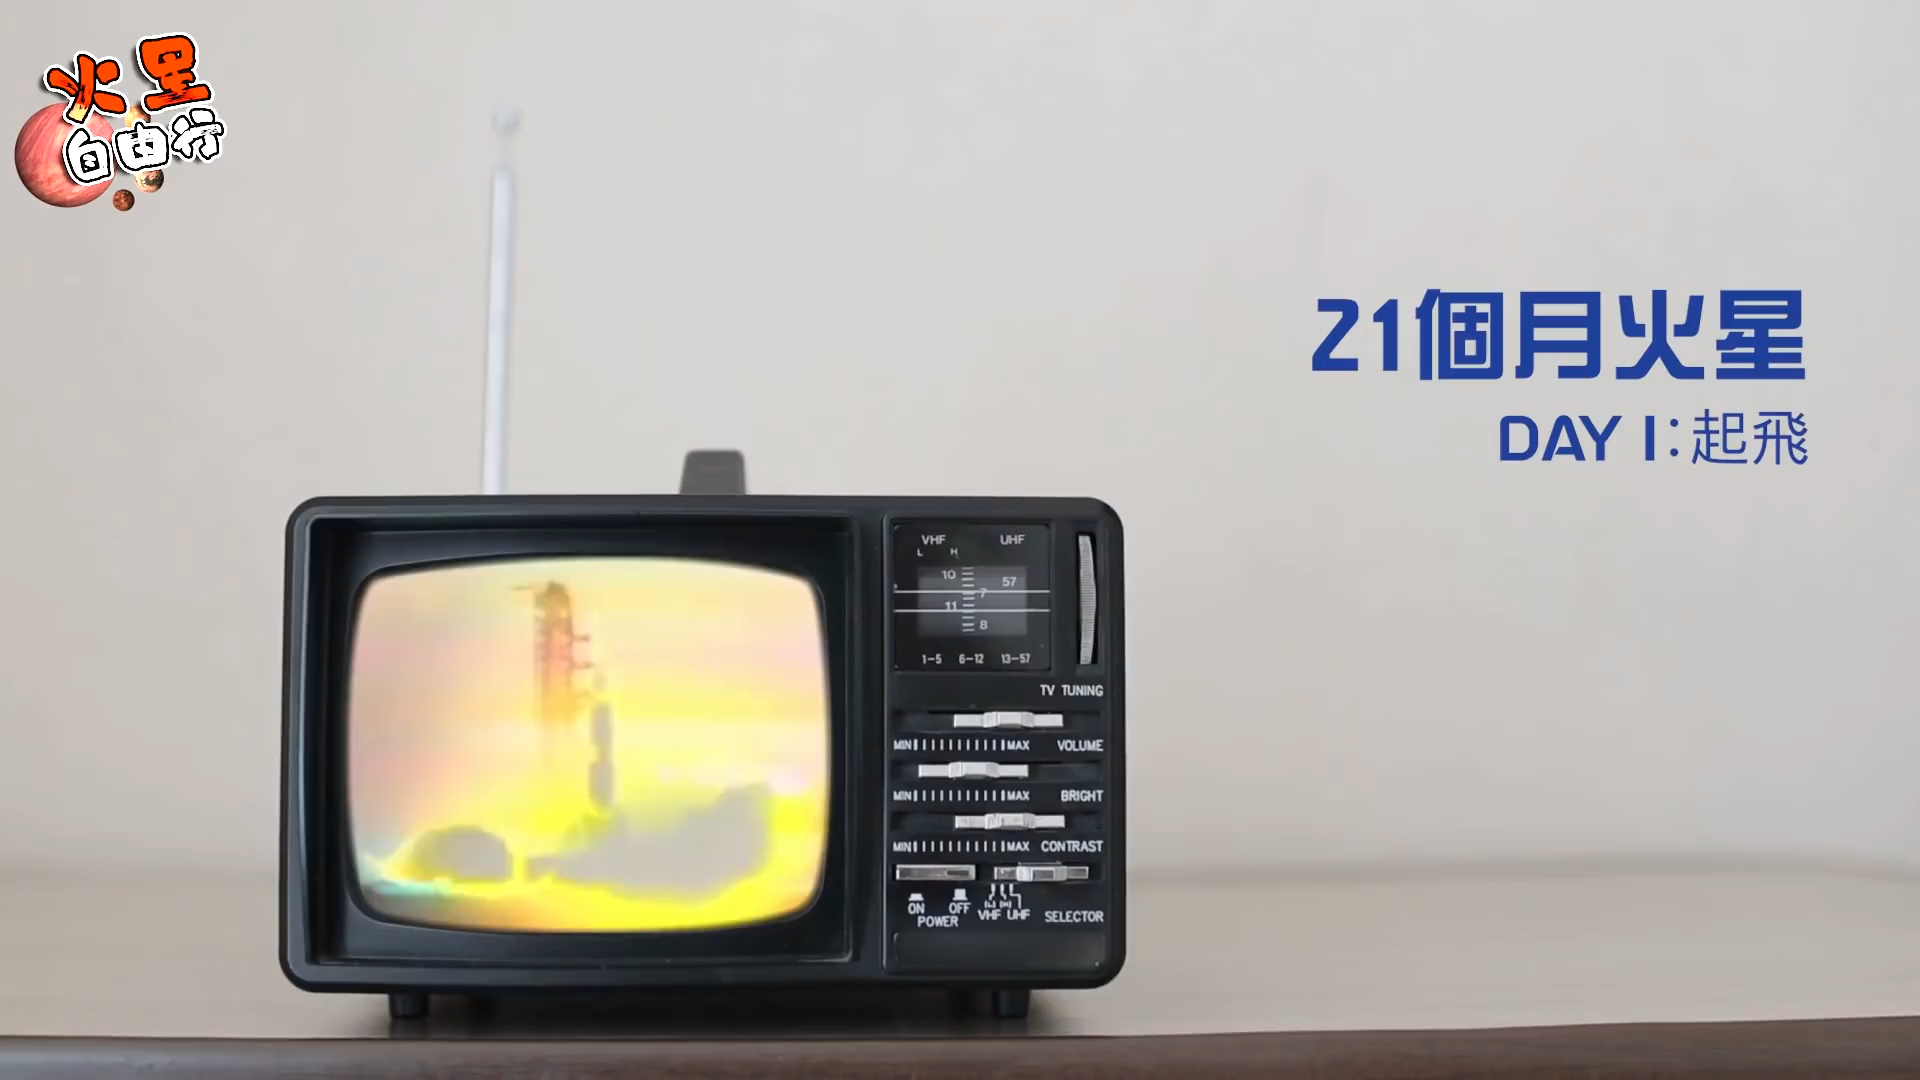 火星
自由行
21個月火星
DAY 1:起飛
VHF UHF
L H
10
57
7
11
8
1-5 6-12 13-57
TV TUNING
MIN MAX VOLUME
MIN MAX BRIGHT
MIN MAX CONTRAST
ON OFF
POWER
VHF UHF
SELECTOR